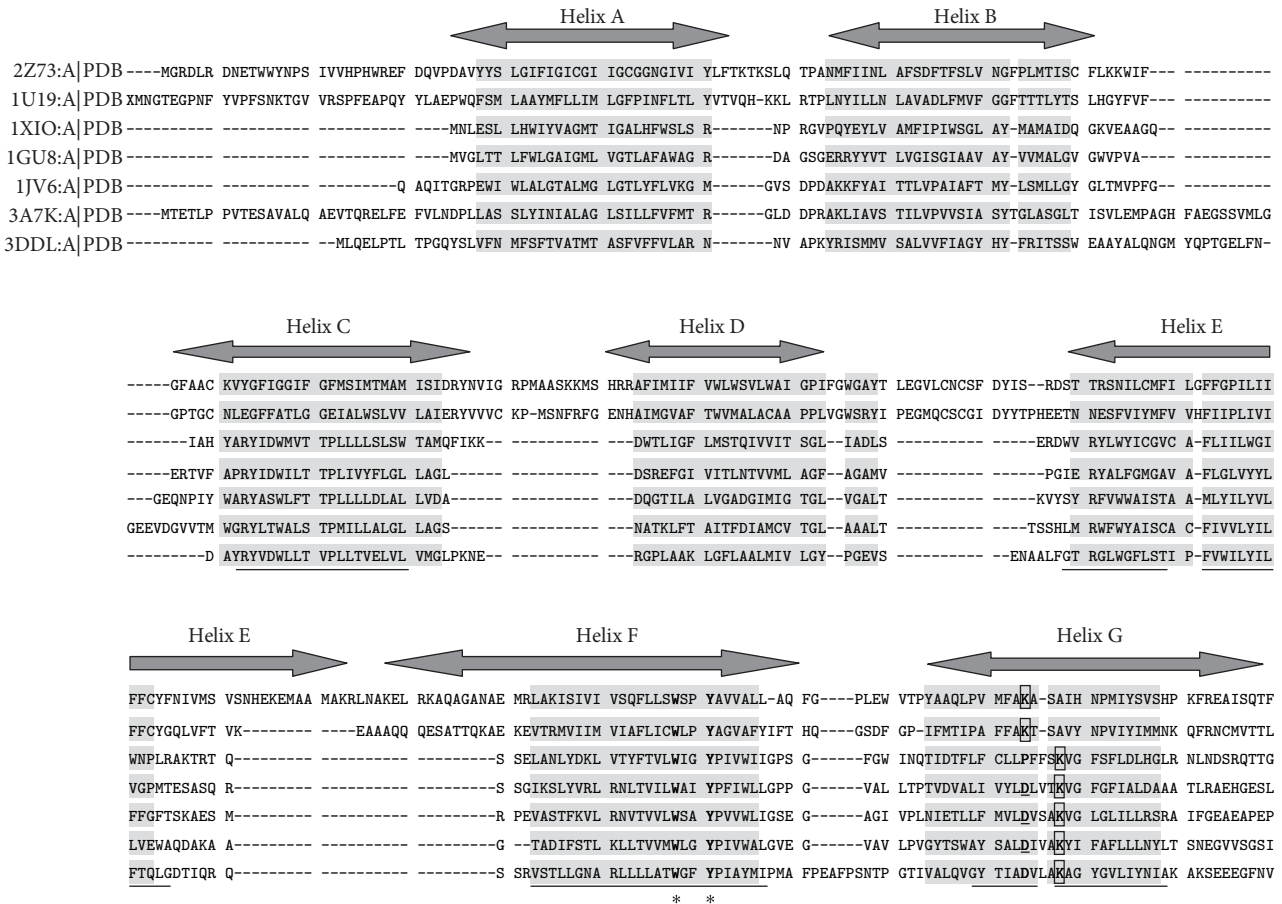 Helix A Helix B
2Z73:A|PDB ----MGRDLR DNETWWYNPS IVVHPHWREF DQVPDAVYYS LGIFIGICGI IGCGGNGIVI YLFTKTKSLQ TPANMFIINL AFSDFTFSLV NGFPLMTISC FLKKWIF--- ----------
1U19:A|PDB XMNGTEGPNF YVPFSNKTGV VRSPFEAPQY YLAEPWQFSM LAAYMFLLIM LGFPINFLTL YVTVQH-KKL RTPLNYILLN LAVADLFMVF GGFTTTLYTS LHGYFVF--- ----------
1XIO:A|PDB ---------- ---------- ---------- -------MNLESL LHWIYVAGMT IGALHFWSLS R-------NP RGVPQYEYLV AMFIPIWSGL AY-MAMAIDQ GKVEAAGQ-- ----------
1GU8:A|PDB ---------- ---------- ---------- -------MVGLTT LFWLGAIGML VGTLAFAWAG R-------DA GSGERRYYVT LVGISGIAAV AY-VVMALGV GWVPVA---- ----------
1JV6:A|PDB ---------- ---------- ---------Q AQITGRPEWI WLALGTALMG LGTLYFLVKG M------GVS DPDAKKFYAI TTLVPAIAFT MY-LSMLLGY GLTMVPFG-- ----------
3A7K:A|PDB ----MTETLP PVTESAVALQ AEVTQRELFE FVLNDPLLAS SLYINIALAG LSILLFVFMT R------GLD DPRAKLIAVS TILVPVVSIA SYTGLASGLT ISVLEMPAGH FAEGSSVMLG
3DDL:A|PDB ---------- ---------- ----MLQELPTLT PGQYSLVFN MFSFTVATMT ASFVFFVLAR N-------NV APKYRISMMV SALVVFIAGY HY-FRITSSW EAAYALQNGM YQPTGELFN-
Helix C Helix D Helix E
-----GFAAC KVYGFIGGIF GFMSIMTMAM ISIDRYNVIG RPMAASKKMS HRRAFIMIIF VWLWSVLWAI GPIFGWGAYT LEGVLCNCSF DYIS--RDST TRSNILCMFI LGFFGPILII
-----GPTGC NLEGFFATLG GEIALWSLVV LAIERYVVVC KP-MSNFRFG ENHAIMGVAF TWVMALACAA PPLVGWSRYI PEGMQCSCGI DYYTPHEETN NESFVIYMFV VHFIIPLIVI
-------IAH YARYIDWMVT TPLLLLSLSW TAMQFIKK-- ---------- ---DWTLIGF LMSTQIVVIT SGL--IADLS ---------- ------ERDWV RYLWYICGVC A-FLIILWGI
-----ERTVF APRYIDWILT TPLIVYFLGL LAGL------ ---------- ---DSREFGI VITLNTVVML AGF--AGAMV ---------- -------PGIE RYALFGMGAV A-FLGLVYYL
---GEQNPIY WARYASWLFT TPLLLLDLAL LVDA------ ---------- ---DQGTILA LVGADGIMIG TGL--VGALT ---------- ------KVYSY RFVWWAISTA A-MLYILYVL
GEEVDGVVTM WGRYLTWALS TPMILLALGL LAGS------ ---------- ---NATKLFT AITFDIAMCV TGL--AAALT ---------- -----TSSHLM RWFWYAISCA C-FIVVLYIL
---------D AYRYVDWLLT VPLLTVELVL VMGLPKNE-- ---------- ---RGPLAAK LGFLAALMIV LGY--PGEVS ---------- ---ENAALFGT RGLWGFLSTI P-FVWILYIL
Helix E Helix F Helix G
FFCYFNIVMS VSNHEKEMAA MAKRLNAKEL RKAQAGANAE MRLAKISIVI VSQFLLSWSP YAVVALL-AQ FG----PLEW VTPYAAQLPV MFAKA-SAIH NPMIYSVSHP KFREAISQTF
FFCYGQLVFT VK--------EAAAQQ QESATTQKAE KEVTRMVIIM VIAFLICWLP YAGVAFYIFT HQ----GSDF GP-IFMTIPA FFAKT-SAVY NPVIYIMMNK QFRNCMVTTL
WNPLRAKTRT Q--------- ---------- ---------S SELANLYDKL VTYFTVLWIG YPIVWIIGPS G------FGW INQTIDTFLF CLLPFFSKVG FSFLDLHGLR NLNDSRQTTG
VGPMTESASQ R--------- ---------- ---------S SGIKSLYVRL RNLTVILWAI YPFIWLLGPP G------VAL LTPTVDVALI VYLDLVTKVG FGFIALDAAA TLRAEHGESL
FFGFTSKAES M--------- ---------- ---------R PEVASTFKVL RNVTVVLWSA YPVVWLIGSE G------AGI VPLNIETLLF MVLDVSAKVG LGLILLRSRA IFGEAEAPEP
LVEWAQDAKA A--------- ---------- ---------G -TADIFSTLK LLTVVMWLG YPIVWALGVE G------VAV LPVGYTSWAY SALDIVAKYI FAFLLLNYLT SNEGVVSGSI
FTQLGDTIQR Q--------- ---------- ---------S SRVSTLLGNA RLLLLATWGF YPIAYMIPMA FPEAFPSNTP GTIVALQVGY TIADVLAKAG YGVLIYNIAK AKSEEEGFNV
* *